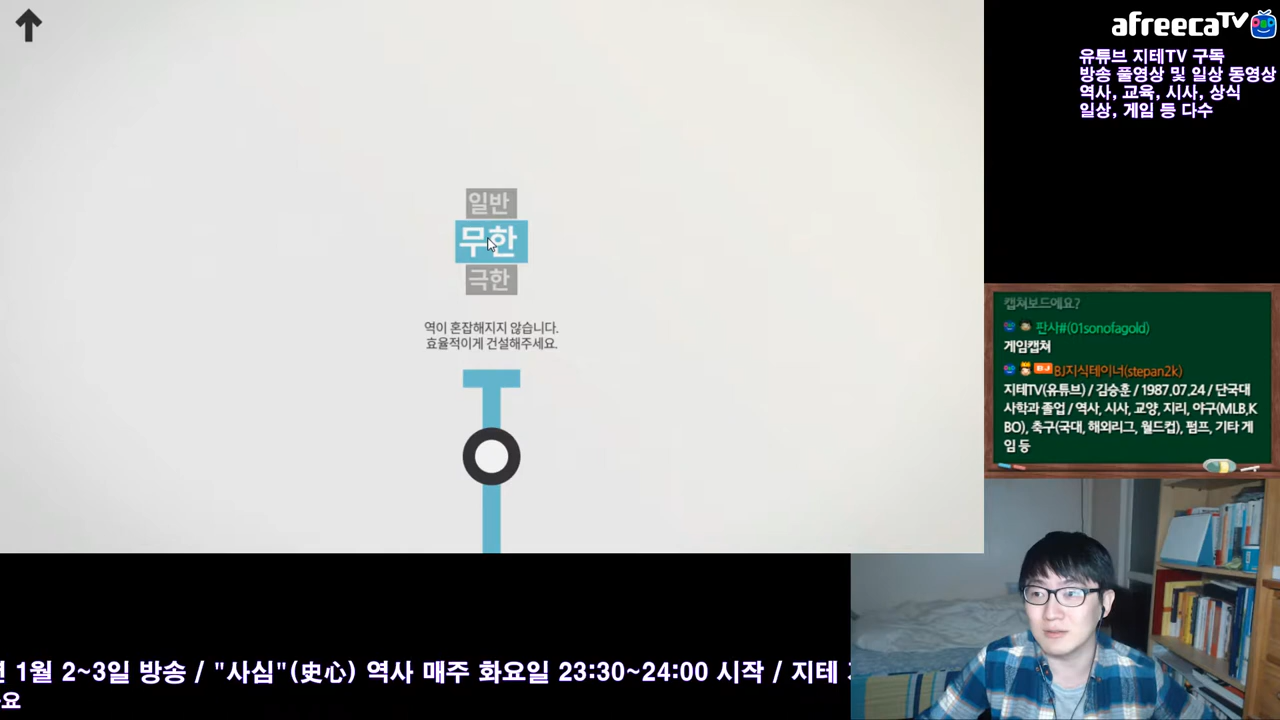 afreecaTV
유튜브 지테TV 구독
방송 풀영상 및 일상 동영상
역사, 교육, 시사, 상식
일상, 게임 등 다수
일반
무한
극한
역이 혼잡해지지 않습니다.
효율적이게 건설해주세요.
캡쳐보드에요?
판사#(01sonofagold)
게임캡쳐
BJ지식테이너(stepan2k)
지테TV(유튜브) / 김승훈 / 1987.07.24 / 단국대
사학과 졸업 / 역사, 시사, 교양, 지리, 야구(MLB,K
BO), 축구(국대, 해외리그, 월드컵), 펌프, 기타 게
임 등
1월 2~3일 방송 / "사심"(史心) 역사 매주 화요일 23:30~24:00 시작 / 지테
요